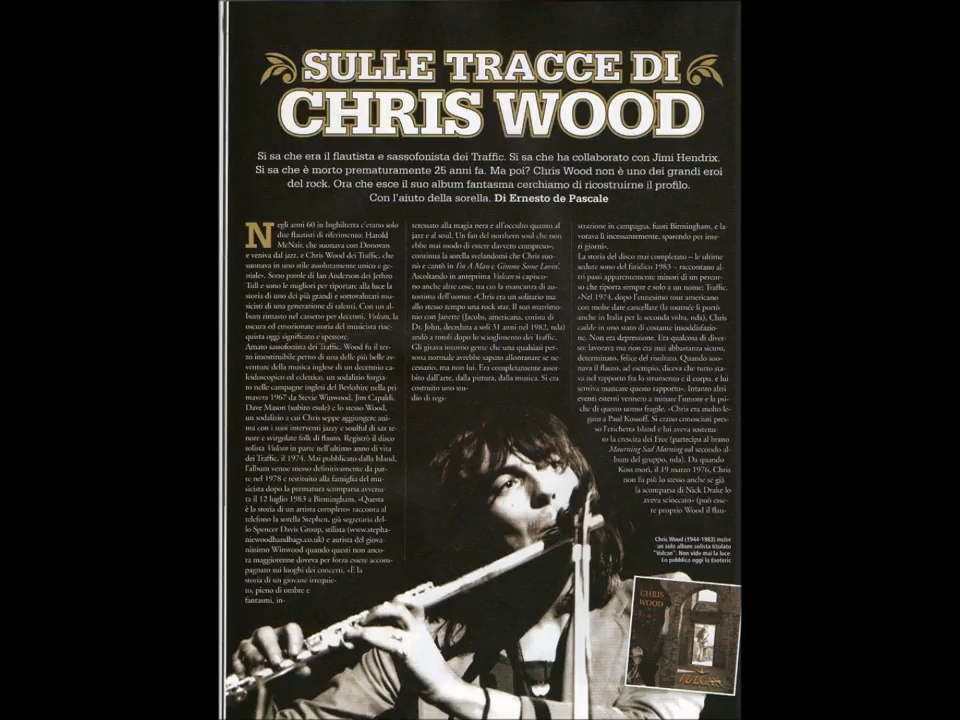 SULLE TRACCE DI
CHRIS WOOD
Si sa che era il flautista e sassofonista dei Traffic. Si sa che ha collaborato con Jimi Hendrix.
Si sa che è morto prematuramente 25 anni fa. Ma poi? Chris Wood non è uno dei grandi eroi
del rock. Ora che esce il suo album fantasma cerchiamo di ricostruirne il profilo.
Con l'aiuto della sorella. Di Ernesto de Pascale
Negli anni 60 in Inghilterra c'erano solo
due flautisti di riferimento: Harold
McNair, che suonava con Donovan
e veniva dal jazz, e Chris Wood dei Traffic, che
suonava in uno stile assolutamente unico e ge-
niale». Sono parole di Ian Anderson dei Jethro
Tull e sono le migliori per riportare alla luce la
storia di uno dei più grandi e sottovalutati mu-
sicisti di una generazione di talenti. Con un al-
bum rimasto nel cassetto per decenni, Vulcan, la
oscura ed emozionate storia del musicista riac-
quista oggi significato e spessore.
Amato sassofonista dei Traffic, Wood fu il ter-
zo insostituibile perno di una delle più belle av-
venture della musica inglese di un decennio ca-
leidoscopico ed eclettico, un sodalizio forgia-
to nelle campagne inglesi del Berkshire nella pri-
mavera 1967 da Stevie Winwood, Jim Capaldi,
Dave Mason (subito esule) e lo stesso Wood,
un sodalizio a cui Chris seppe aggiungere ani-
ma con i suoi interventi jazzy e soulful di sax te-
nore e svirgolate folk di flauto. Registrò il disco
solista Vulcan in parte nell'ultimo anno di vita
dei Traffic, il 1974. Mai pubblicato dalla Island,
l'album venne messo definitivamente da par-
te nel 1978 e restituito alla famiglia del mu-
sicista dopo la prematura scomparsa avvenu-
ta il 12 luglio 1983 a Birmingham. «Questa
è la storia di un artista completo» racconta al
telefono la sorella Stephen, già segretaria del-
lo Spencer Davis Group, stilista (www.stepha-
niewoodhandbags.co.uk) e autista del giova-
nissimo Winwood quando questi non anco-
ra maggiorenne doveva per forza essere accom-
pagnato sui luoghi dei concerti. «È la
storia di un giovane irrequie-
to, pieno di ombre e
fantasmi, in-
teressato alla magia nera e all'occulto quanto al
jazz e al soul. Un fan del northern soul che non
ebbe mai modo di essere davvero compreso»,
continua la sorella svelandomi che Chris suo-
nò e cantò in I'm A Man e Gimme Some Lovin'.
Ascoltando in anteprima Vulcan si capisco-
no anche altre cose, tra cui la mancanza di au-
tostima dell'uomo: «Chris era un solitario ma
allo stesso tempo una rock star. Il suo matrimo-
nio con Janette (Jacobs, americana, corista di
Dr. John, deceduta a soli 31 anni nel 1982, nda)
andò a rotoli dopo lo scioglimento dei Traffic.
Gli girava intorno gente che una qualsiasi per-
sona normale avrebbe saputo allontanare se ne-
cessario, ma non lui. Era completamente assor-
bito dall'arte, dalla pittura, dalla musica. Si era
costruito uno stu-
dio di regi-
strazione in campagna, fuori Birmingham, e la-
vorava lì incessantemente, sparendo per inte-
ri giorni».
La storia del disco mai completato – le ultime
sedute sono del fatidico 1983 – raccontano al-
tri passi apparentemente minori di un percor-
so che riporta sempre e solo a un nome: Traffic.
«Nel 1974, dopo l'ennesimo tour americano
con molte date cancellate (la tournée li portò
anche in Italia per la seconda volta, nda), Chris
cadde in uno stato di costante insoddisfazio-
ne. Non era depressione. Era qualcosa di diver-
so: lavorava ma non era mai abbastanza sicuro,
determinato, felice del risultato. Quando suo-
nava il flauto, ad esempio, diceva che tutto sta-
va nel rapporto fra lo strumento e il corpo, e lui
sentiva mancare questo rapporto». Intanto altri
eventi esterni vennero a minare l'umore e la psi-
che di questo uomo fragile. «Chris era molto le-
gato a Paul Kossoff. Si erano conosciuti pres-
so l'etichetta Island e lui aveva sostenu-
to la crescita dei Free (partecipa al brano
Mourning Sad Morning sul secondo al-
bum del gruppo, nda). Da quando
Koss morì, il 19 marzo 1976, Chris
non fu più lo stesso anche se già
la scomparsa di Nick Drake lo
aveva scioccato» (può esse-
re proprio Wood il flau-
Chris Wood (1944-1983) incise
un solo album solista titolato
"Vulcan". Non vide mai la luce.
Lo pubblica oggi la Esoteric
CHRIS
WOOD
VULCAN